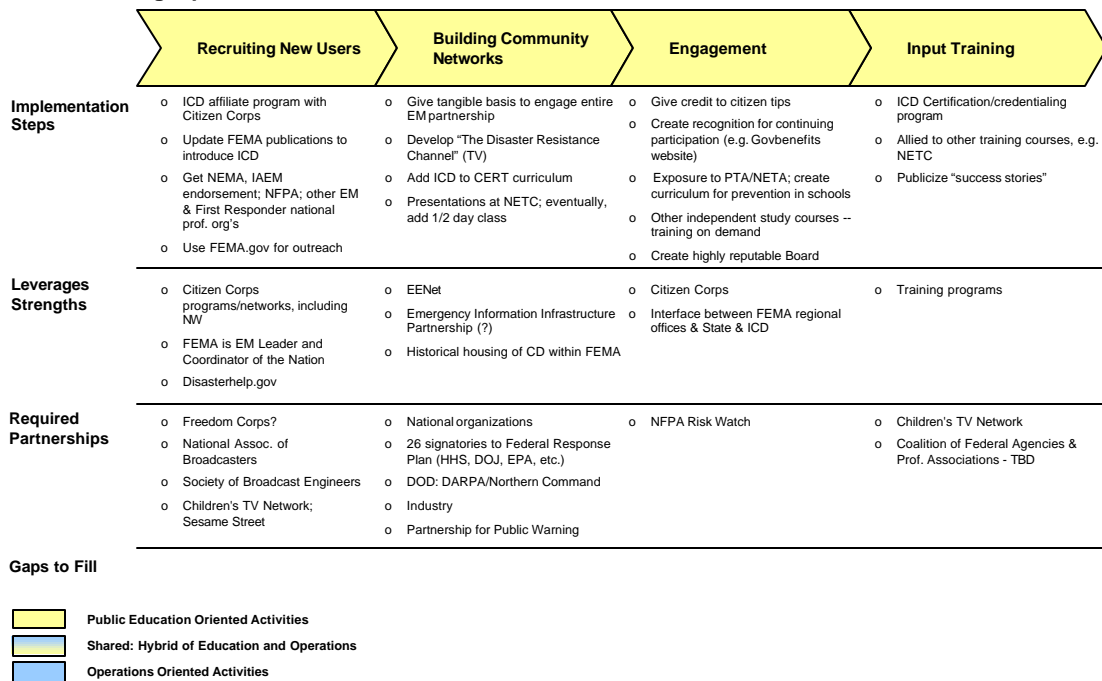 Recruiting New Users
Building Community
Networks
Engagement
Input Training
Implementation
Steps
o ICD affiliate program with
Citizen Corps
o Update FEMA publications to
introduce ICD
o Get NEMA, IAEM
endorsement; NFPA; other EM
& First Responder national
prof. org's
o Use FEMA.gov for outreach
o Give tangible basis to engage entire
EM partnership
o Develop “The Disaster Resistance
Channel” (TV)
o Add ICD to CERT curriculum
o Presentations at NETC; eventually,
add 1/2 day class
o Give credit to citizen tips
o Create recognition for continuing
participation (e.g. Govbenefits
website)
o Exposure to PTA/NETA; create
curriculum for prevention in schools
o Other independent study courses --
training on demand
o Create highly reputable Board
o ICD Certification/credentialing
program
o Allied to other training courses, e.g.
NETC
o Publicize “success stories”
Leverages
Strengths
o Citizen Corps
programs/networks, including
NW
o FEMA is EM Leader and
Coordinator of the Nation
o Disasterhelp.gov
o EENet
o Emergency Information Infrastructure
Partnership (?)
o Historical housing of CD within FEMA
o Citizen Corps
o Interface between FEMA regional
offices & State & ICD
o Training programs
Required
Partnerships
o Freedom Corps?
o National Assoc. of
Broadcasters
o Society of Broadcast Engineers
o Children's TV Network;
Sesame Street
o National organizations
o 26 signatories to Federal Response
Plan (HHS, DOJ, EPA, etc.)
o DOD: DARPA/Northern Command
o Industry
o Partnership for Public Warning
o NFPA Risk Watch
o Children's TV Network
o Coalition of Federal Agencies &
Prof. Associations - TBD
Gaps to Fill
Public Education Oriented Activities
Shared: Hybrid of Education and Operations
Operations Oriented Activities